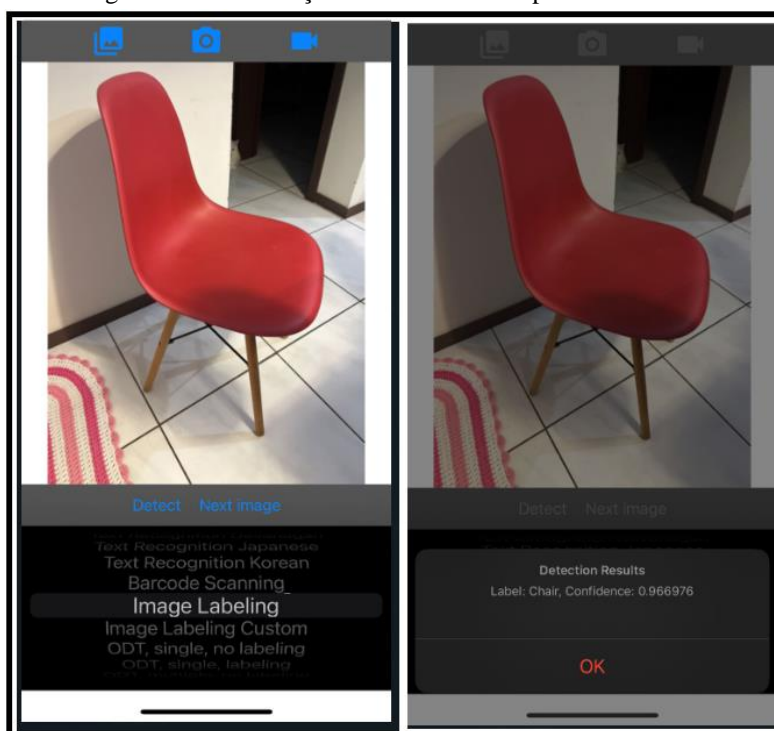 Detect Next image
Text Recognition Japanese
Text Recognition Korean
Barcode Scanning
Image Labeling
Image Labeling Custom
ODT, single, no labeling
ODT, single, labeling
Detect Next image
Detection Results
Label: Chair, Confidence: 0.966976
OK